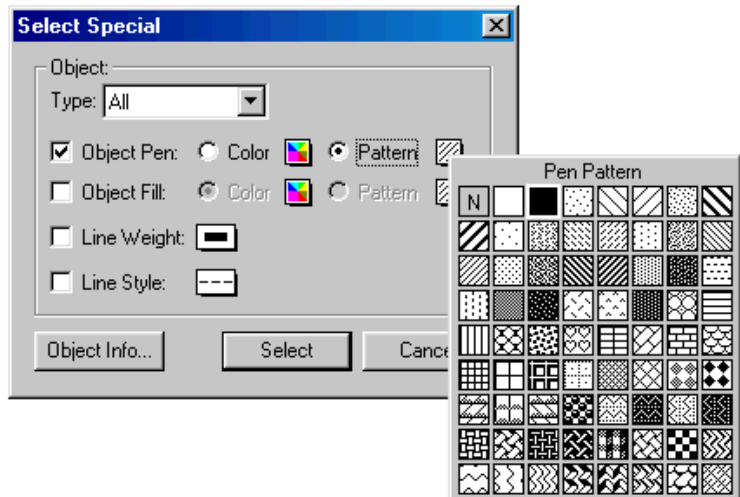 Select Special
Object:
Type: All
Object Pen: Color Pattern
Object Fill: Color Pattern
Line Weight:
Line Style:
Object Info... Select
Pen Pattern
N